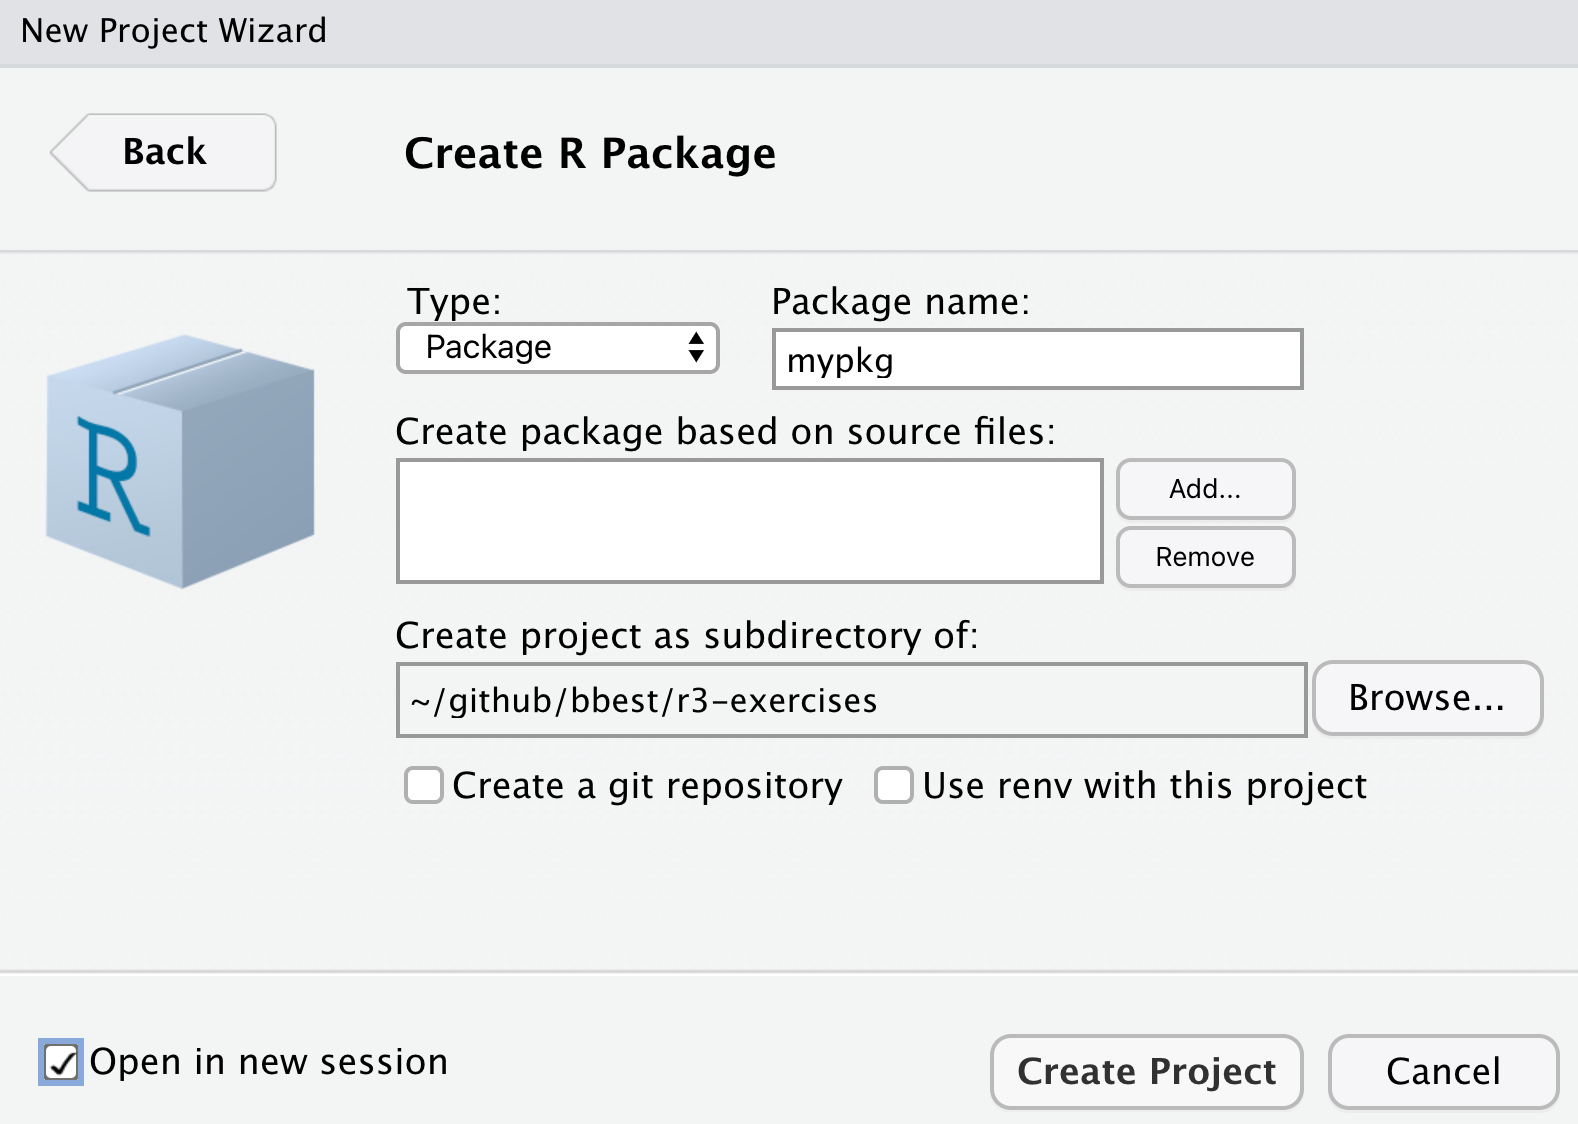 New Project Wizard
Back
Create R Package
Type:
Package name:
Package
mypkg
Create package based on source files:
Add...
Remove
R
Create project as subdirectory of:
~/github/bbest/r3-exercises
Browse...
Create a git repository
Use renv with this project
Open in new session
Create Project
Cancel